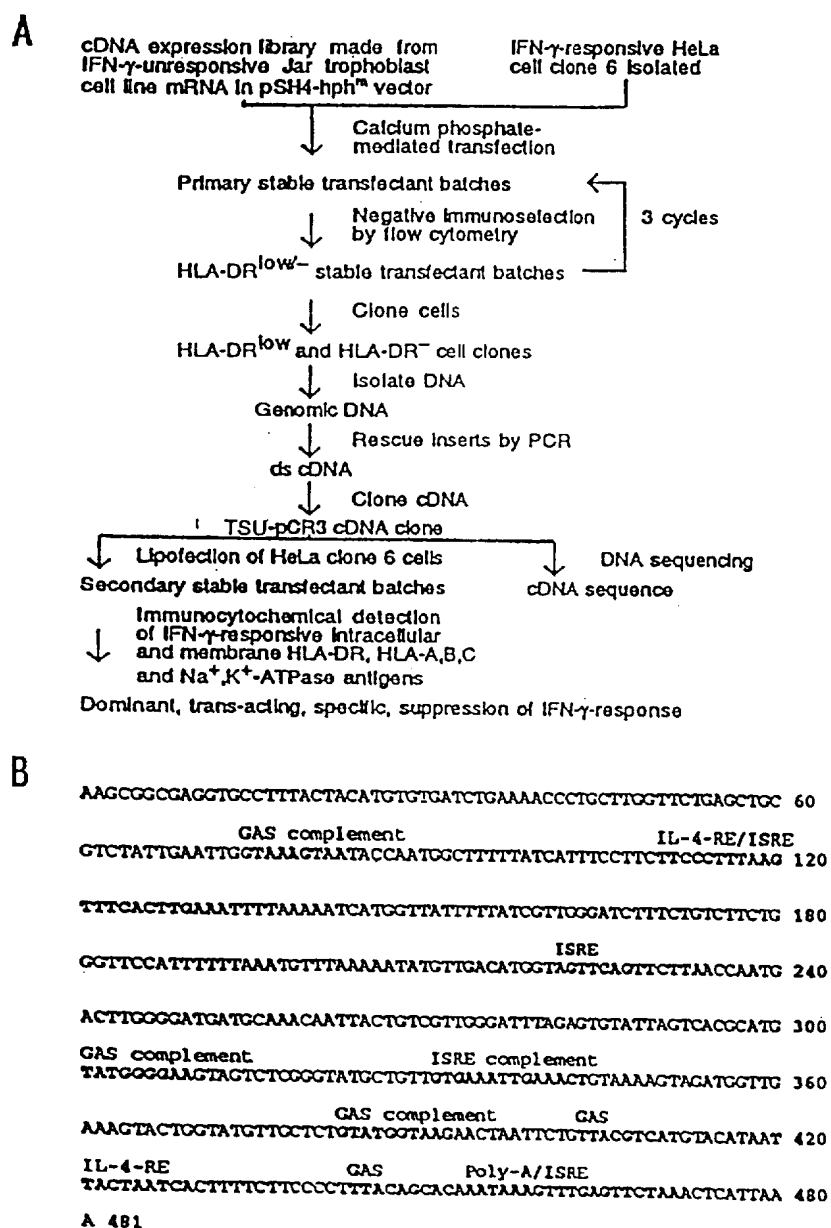 A
cDNA expression library made from
IFN-γ-unresponsive Jar trophoblast
cell line mRNA in pSH4-hphᵐ vector
IFN-γ-responsive HeLa
cell clone 6 isolated
Calcium phosphate-
mediated transfection
Primary stable transfectant batches
Negative immunoselection
by flow cytometry
3 cycles
HLA-DRlow/- stable transfectant batches
Clone cells
HLA-DRlow and HLA-DR− cell clones
Isolate DNA
Genomic DNA
Rescue inserts by PCR
ds cDNA
Clone cDNA
TSU-pCR3 cDNA clone
Lipofection of HeLa clone 6 cells
DNA sequencing
Secondary stable transfectant batches
cDNA sequence
Immunocytochemical detection
of IFN-γ-responsive intracellular
and membrane HLA-DR, HLA-A,B,C
and Na+,K+-ATPase antigens
Dominant, trans-acting, specific, suppression of IFN-γ-response
B
AAGCGGCGAGGTGCCTTTACTACATGTGTGATCTGAAAACCCTGCTTGGTTCTGAGCTGC 60
GAS complement IL-4-RE/ISRE
GTCTATTGAATTGGTAAAGTAATACCAATGGCTTTTTATCATTTCCTTCTTCCCTTTAAG 120
TTTCACTTGAAATTTTAAAAATCATGGTTATTTTTATCGTTGGGATCTTTCTGTCTTCTG 180
ISRE
GGTTCCATTTTTTAAATGTTTAAAAATATGTTGACATGGTAGTTCAGTTCTTAACCAATG 240
ACTTGGGGATGATGCAAACAATTACTGTCGTTGGGATTTAGAGTGTATTAGTCACGCATG 300
GAS complement ISRE complement
TATGGGGAAGTAGTCTCGGGTATGCTGTTGTGAAATTGAAACTGTAAAAGTAGATGGTTG 360
GAS complement GAS
AAAGTACTGGTATGTTGCTCTGTATGGTAAGAACTAATTCTGTTACGTCATGTACATAAT 420
IL-4-RE GAS Poly-A/ISRE
TACTAATCACTTTTCTTCCCCTTTACAGCACAAATAAAGTTTGAGTTCTAAACTCATTAA 480
A 481